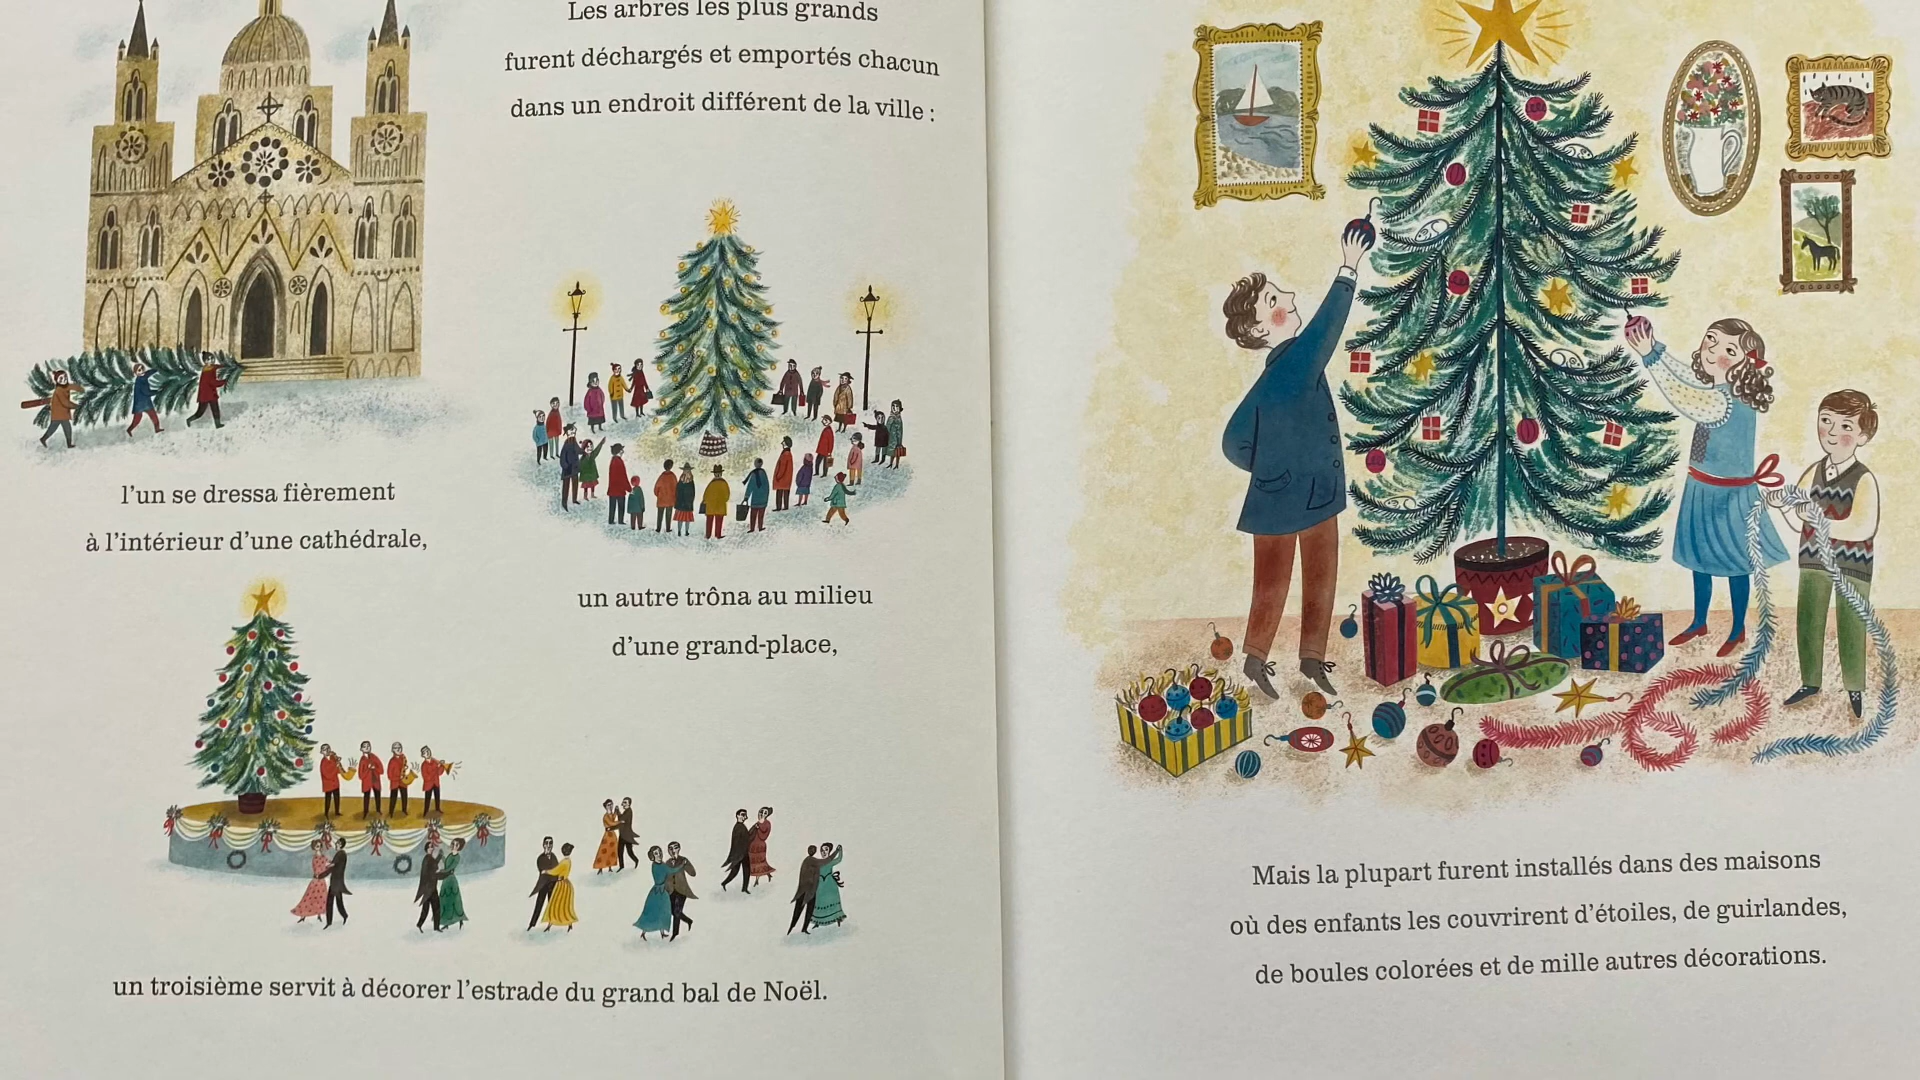 Les arbres les plus grands
furent déchargés et emportés chacun
dans un endroit différent de la ville :
l'un se dressa fièrement
à l'intérieur d'une cathédrale,
un autre trôna au milieu
d'une grand-place,
un troisième servit à décorer l'estrade du grand bal de Noël.
Mais la plupart furent installés dans des maisons
où des enfants les couvrirent d'étoiles, de guirlandes,
de boules colorées et de mille autres décorations.